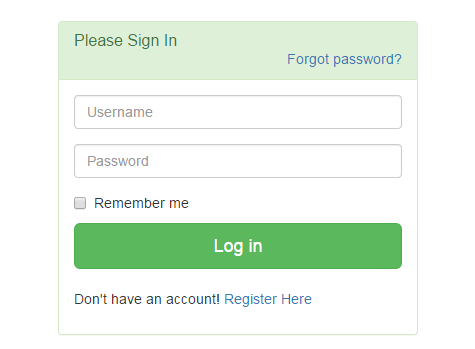 Please Sign In
Forgot password?
Username
Password
Remember me
Log in
Don't have an account! Register Here